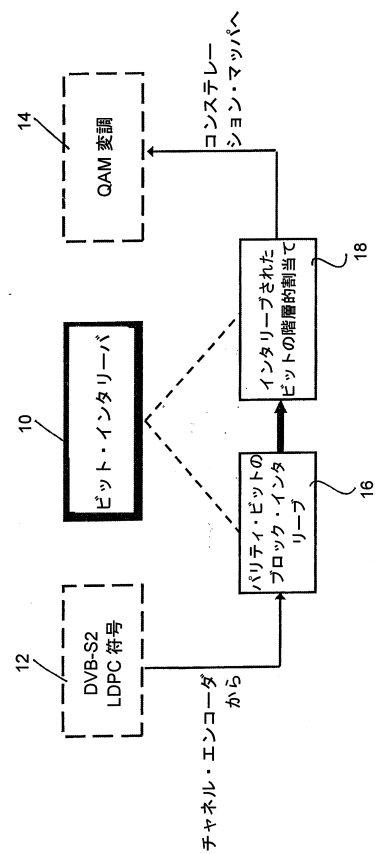 12
DVB-S2
LDPC 符号
10
ビット・インタリーバ
14
QAM 変調
チャネル・エンコーダ
から
パリティ・ビットの
ブロック・インタ
リーブ
16
インタリーブされた
ビットの階層的割当て
18
コンステレー
ション・マッパへ